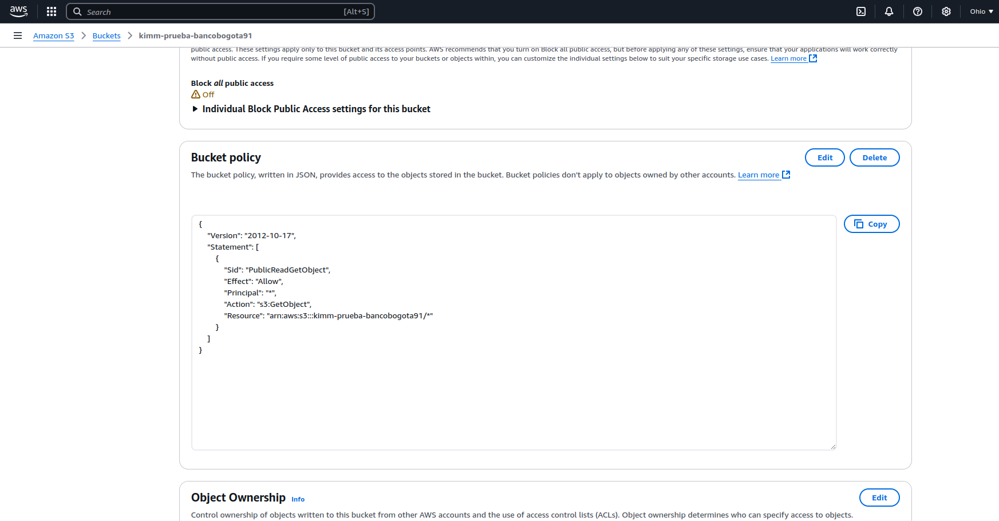 aws
Search
[Alt+S]
Ohio
Amazon S3
Buckets
kimm-prueba-bancobogota91
public access. These settings apply only to this bucket and its access points. AWS recommends that you turn on Block all public access, but before applying any of these settings, ensure that your applications will work correctly
without public access. If you require some level of public access to your buckets or objects within, you can customize the individual settings below to suit your specific storage use cases. Learn more
Block all public access
Off
Individual Block Public Access settings for this bucket
Bucket policy
Edit
Delete
The bucket policy, written in JSON, provides access to the objects stored in the bucket. Bucket policies don't apply to objects owned by other accounts. Learn more
Copy
{
"Version": "2012-10-17",
"Statement": [
{
"Sid": "PublicReadGetObject",
"Effect": "Allow",
"Principal": "*",
"Action": "s3:GetObject",
"Resource": "arn:aws:s3:::kimm-prueba-bancobogota91/*"
}
]
}
Object Ownership Info
Edit
Control ownership of objects written to this bucket from other AWS accounts and the use of access control lists (ACLs). Object ownership determines who can specify access to objects.